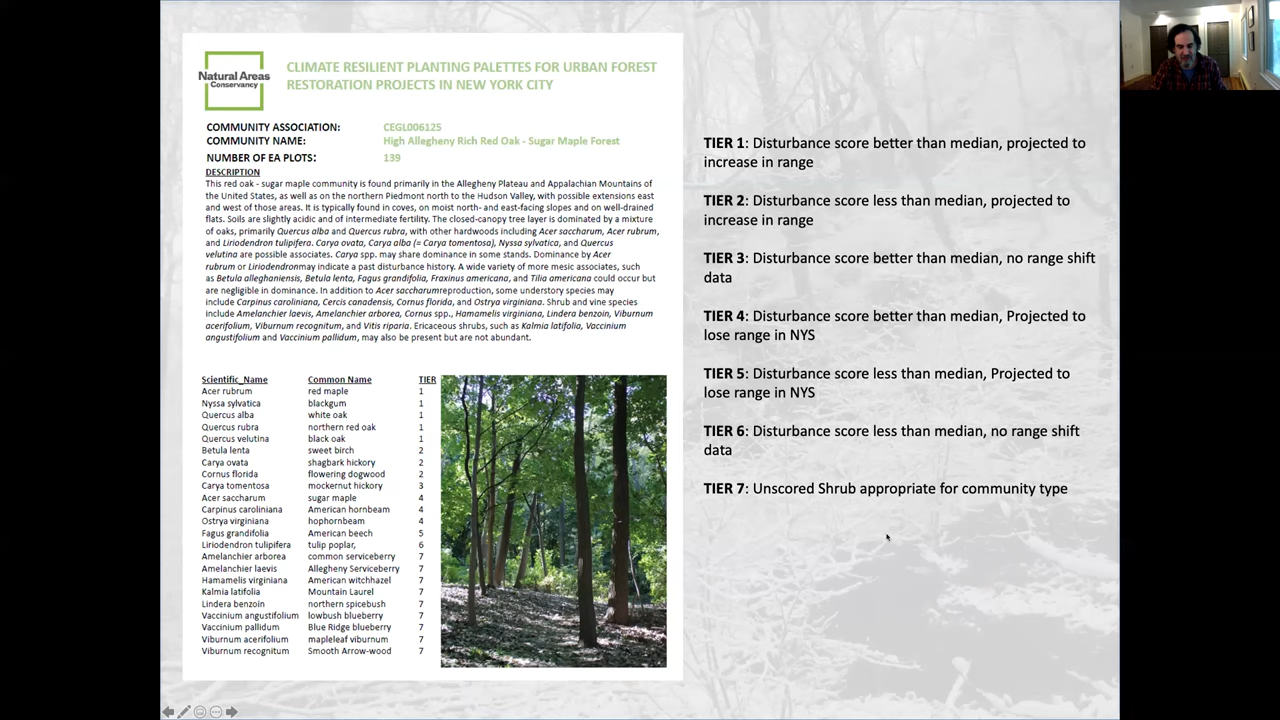 Natural Areas
Conservancy
CLIMATE RESILIENT PLANTING PALETTES FOR URBAN FOREST
RESTORATION PROJECTS IN NEW YORK CITY
COMMUNITY ASSOCIATION: CEGL006125
COMMUNITY NAME: High Allegheny Rich Red Oak - Sugar Maple Forest
NUMBER OF EA PLOTS: 139
DESCRIPTION
This red oak - sugar maple community is found primarily in the Allegheny Plateau and Appalachian Mountains of
the United States, as well as on the northern Piedmont north to the Hudson Valley, with possible extensions east
and west of those areas. It is typically found in coves, on moist north- and east-facing slopes and on well-drained
flats. Soils are slightly acidic and of intermediate fertility. The closed-canopy tree layer is dominated by a mixture
of oaks, primarily Quercus alba and Quercus rubra, with other hardwoods including Acer saccharum, Acer rubrum,
and Liriodendron tulipifera. Carya ovata, Carya alba (= Carya tomentosa), Nyssa sylvatica, and Quercus
velutina are possible associates. Carya spp. may share dominance in some stands. Dominance by Acer
rubrum or Liriodendronmay indicate a past disturbance history. A wide variety of more mesic associates, such
as Betula alleghaniensis, Betula lenta, Fagus grandifolia, Fraxinus americana, and Tilia americana could occur but
are negligible in dominance. In addition to Acer saccharumreproduction, some understory species may
include Carpinus caroliniana, Cercis canadensis, Cornus florida, and Ostrya virginiana. Shrub and vine species
include Amelanchier laevis, Amelanchier arborea, Cornus spp., Hamamelis virginiana, Lindera benzoin, Viburnum
acerifolium, Viburnum recognitum, and Vitis riparia. Ericaceous shrubs, such as Kalmia latifolia, Vaccinium
angustifolium and Vaccinium pallidum, may also be present but are not abundant.
Scientific_Name Common Name TIER
Acer rubrum red maple 1
Nyssa sylvatica blackgum 1
Quercus alba white oak 1
Quercus rubra northern red oak 1
Quercus velutina black oak 1
Betula lenta sweet birch 2
Carya ovata shagbark hickory 2
Cornus florida flowering dogwood 2
Carya tomentosa mockernut hickory 3
Acer saccharum sugar maple 4
Carpinus caroliniana American hornbeam 4
Ostrya virginiana hophornbeam 4
Fagus grandifolia American beech 5
Liriodendron tulipifera tulip poplar, 6
Amelanchier arborea common serviceberry 7
Amelanchier laevis Allegheny Serviceberry 7
Hamamelis virginiana American witchhazel 7
Kalmia latifolia Mountain Laurel 7
Lindera benzoin northern spicebush 7
Vaccinium angustifolium lowbush blueberry 7
Vaccinium pallidum Blue Ridge blueberry 7
Viburnum acerifolium mapleleaf viburnum 7
Viburnum recognitum Smooth Arrow-wood 7
TIER 1: Disturbance score better than median, projected to
increase in range
TIER 2: Disturbance score less than median, projected to
increase in range
TIER 3: Disturbance score better than median, no range shift
data
TIER 4: Disturbance score better than median, Projected to
lose range in NYS
TIER 5: Disturbance score less than median, Projected to
lose range in NYS
TIER 6: Disturbance score less than median, no range shift
data
TIER 7: Unscored Shrub appropriate for community type